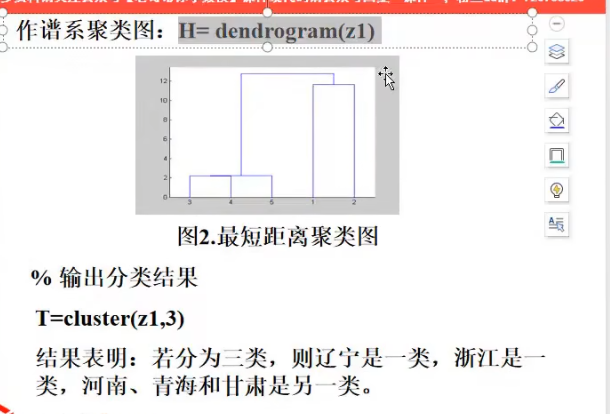 作谱系聚类图：H= dendrogram(z1)
12
10
8
6
4
2
0
3 4 5 1 2
图2.最短距离聚类图
% 输出分类结果
T=cluster(z1,3)
结果表明：若分为三类，则辽宁是一类，浙江是一
类，河南、青海和甘肃是另一类。